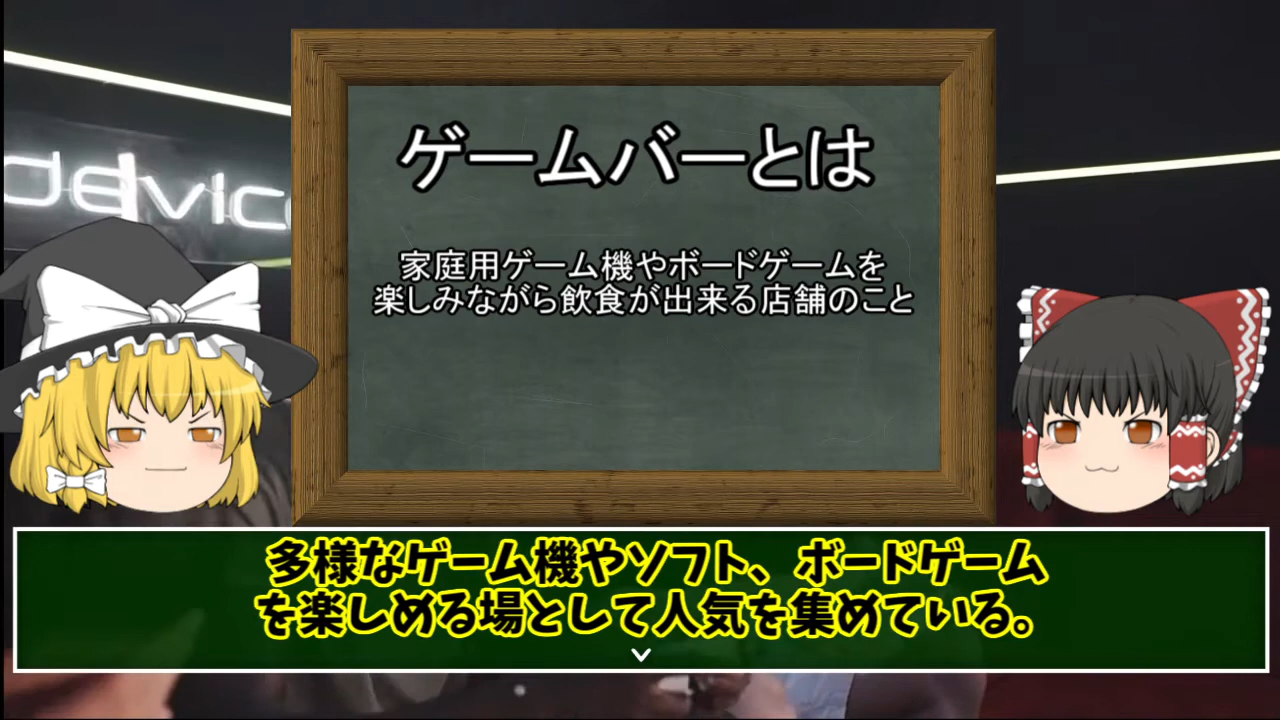 device
ゲームバーとは
家庭用ゲーム機やボードゲームを
楽しみながら飲食が出来る店舗のこと
多様なゲーム機やソフト、ボードゲーム
を楽しめる場として人気を集めている。